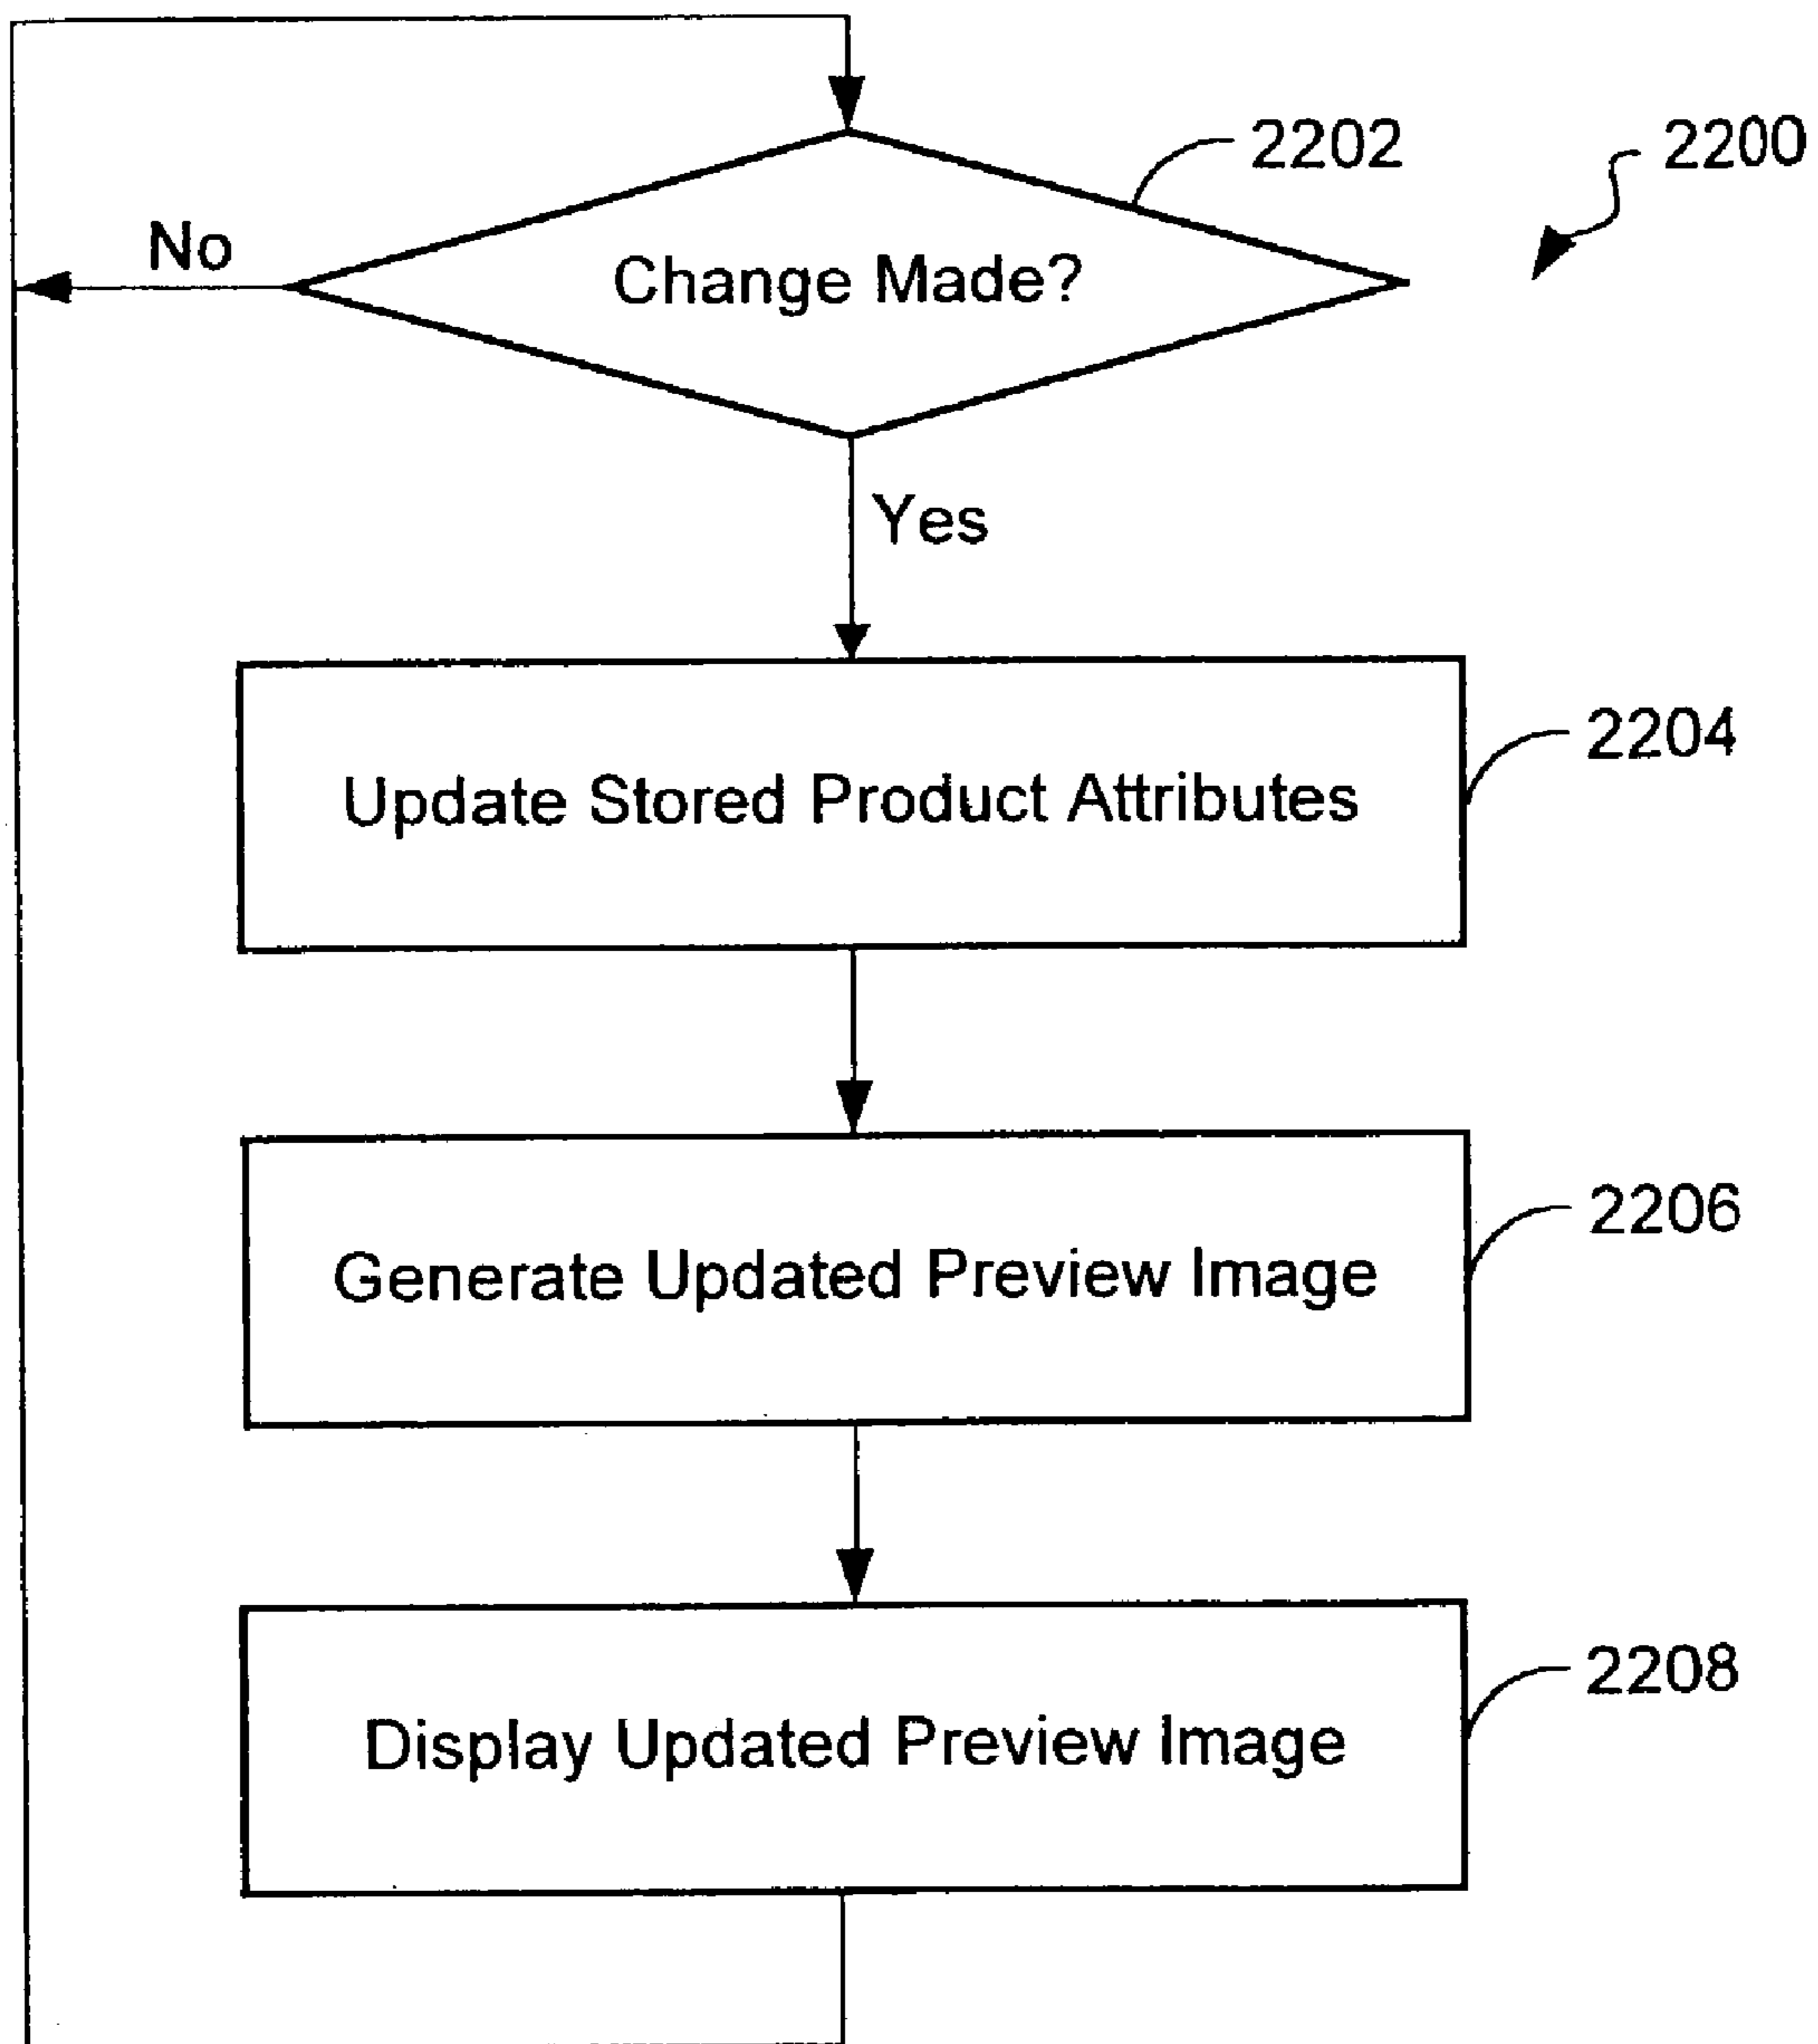 2202
2200
No
Change Made?
Yes
2204
Update Stored Product Attributes
2206
Generate Updated Preview Image
2208
Display Updated Preview Image